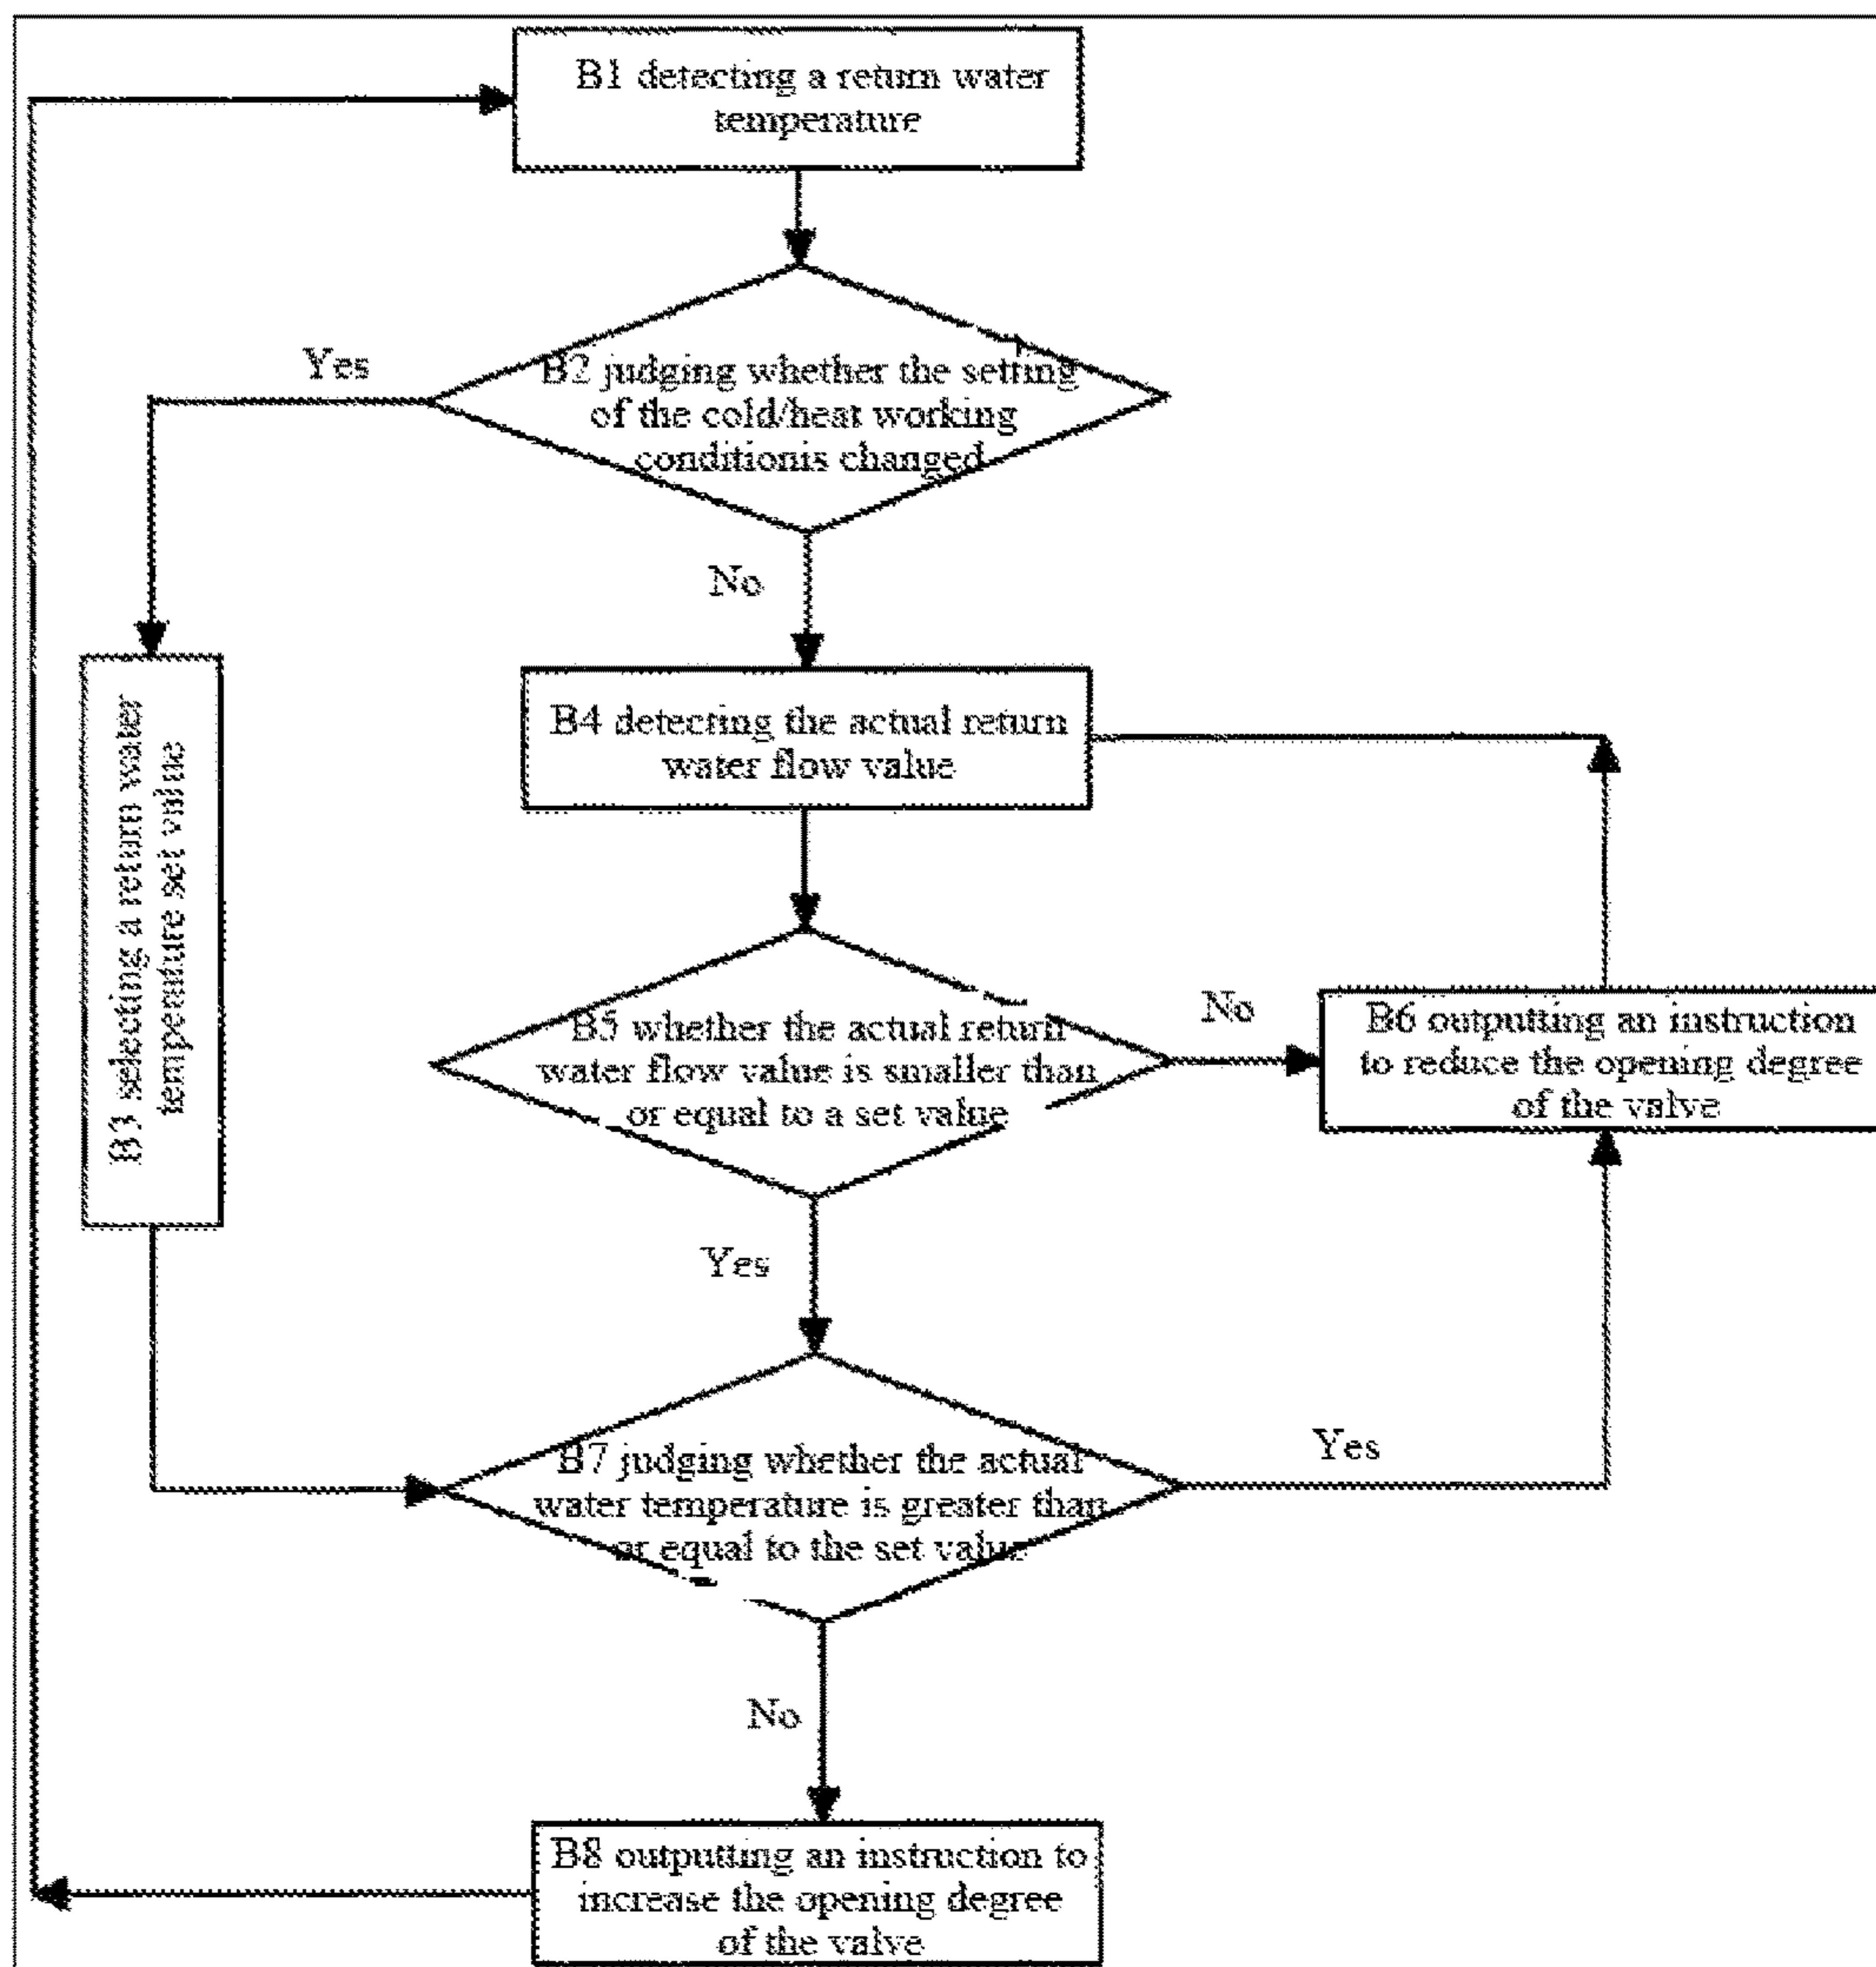 B1 detecting a return water
temperature
Yes
B2 judging whether the setting
of the cold/heat working
conditionis changed
No
B3 selecting a return water
temperature set value
B4 detecting the actual return
water flow value
B5 whether the actual return
water flow value is smaller than
or equal to a set value
No
B6 outputting an instruction
to reduce the opening degree
of the valve
Yes
B7 judging whether the actual
water temperature is greater than
or equal to the set value
Yes
No
B8 outputting an instruction to
increase the opening degree
of the valve